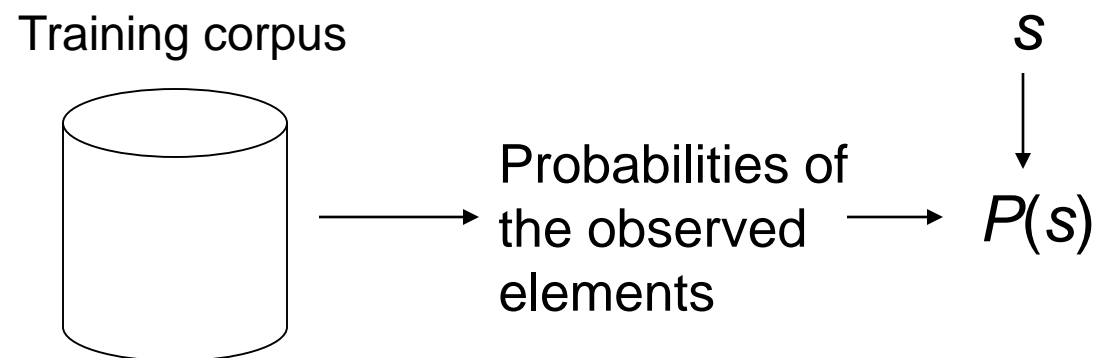 Training corpus
s
Probabilities of
the observed
elements
P(s)